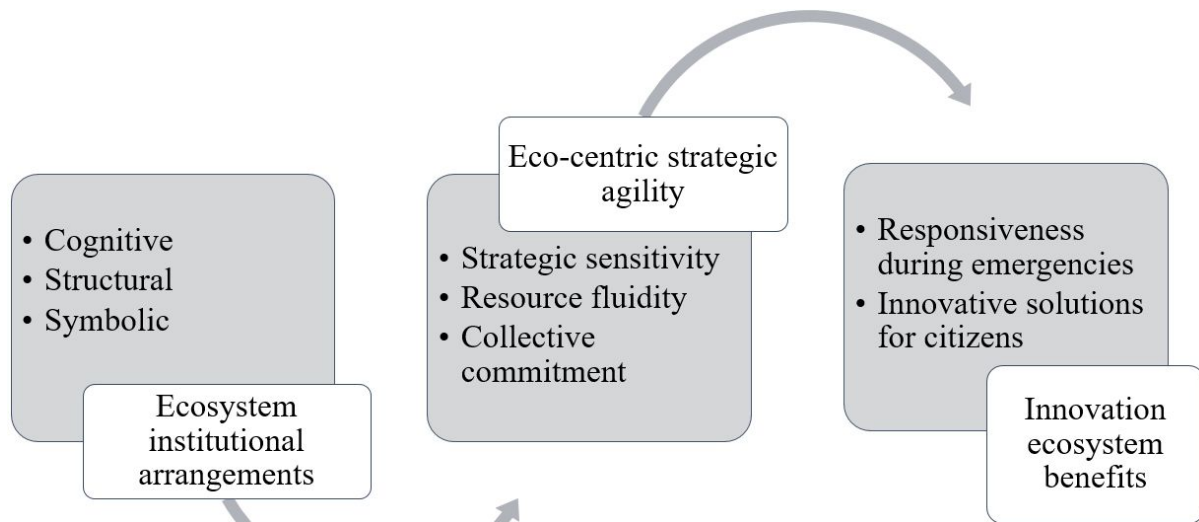 • Cognitive
• Structural
• Symbolic
Ecosystem
institutional
arrangements
Eco-centric strategic
agility
• Strategic sensitivity
• Resource fluidity
• Collective
commitment
• Responsiveness
during emergencies
• Innovative solutions
for citizens
Innovation
ecosystem
benefits